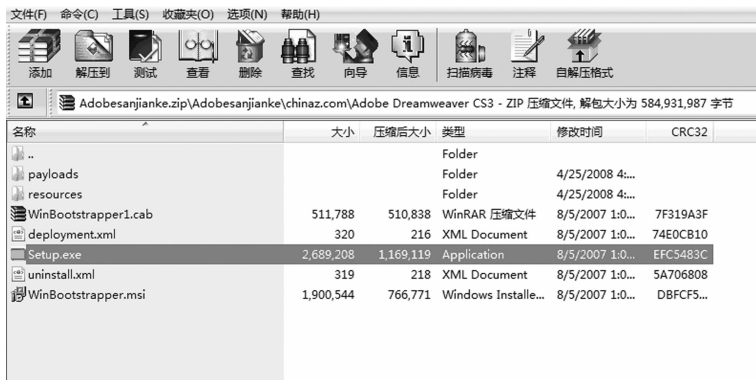 文件(F) 命令(C) 工具(S) 收藏夹(O) 选项(N) 帮助(H)
添加 解压到 测试 查看 删除 查找 向导 信息 扫描病毒 注释 自解压格式
Adobesanjianke.zip\Adobesanjianke\chinaz.com\Adobe Dreamweaver CS3 - ZIP 压缩文件, 解包大小为 584,931,987 字节
名称 大小 压缩后大小 类型 修改时间 CRC32
.. Folder
payloads Folder 4/25/2008 4:...
resources Folder 4/25/2008 4:...
WinBootstrapper1.cab 511,788 510,838 WinRAR 压缩文件 8/5/2007 1:0... 7F319A3F
deployment.xml 320 216 XML Document 8/5/2007 1:0... 74E0CB10
Setup.exe 2,689,208 1,169,119 Application 8/5/2007 1:0... EFC5483C
uninstall.xml 319 218 XML Document 8/5/2007 1:0... 5A706808
WinBootstrapper.msi 1,900,544 766,771 Windows Installe... 8/5/2007 1:0... DBFCF5...